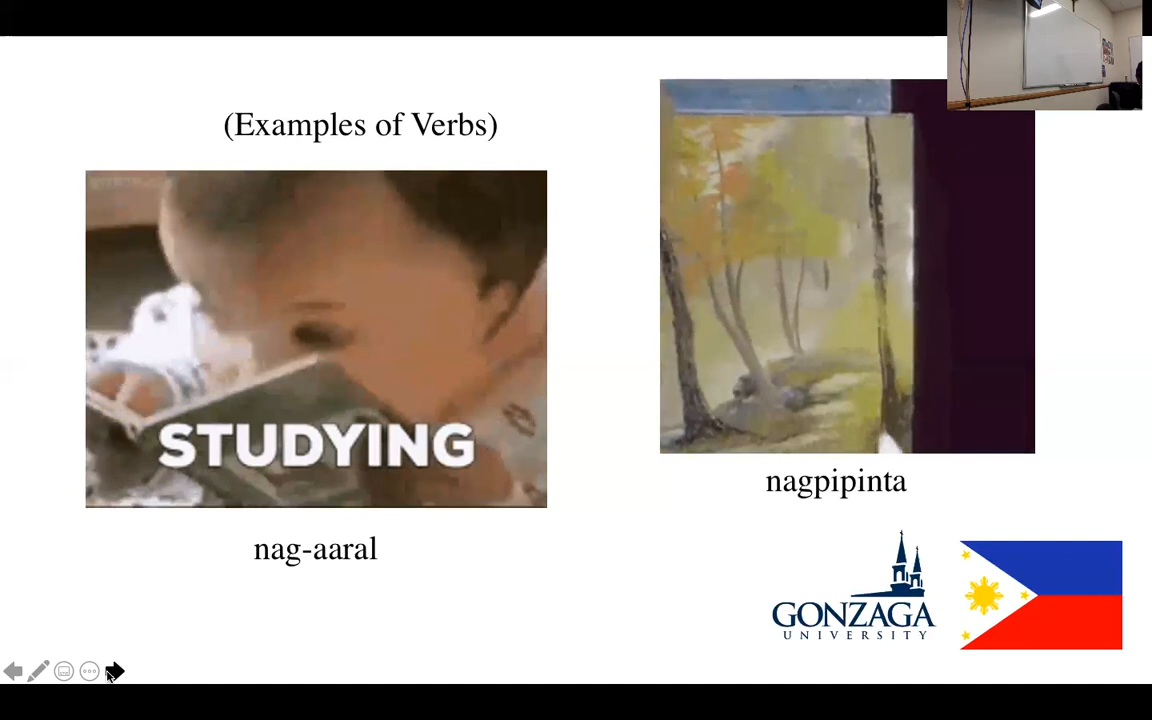 (Examples of Verbs)
STUDYING
nag-aaral
nagpipinta
GONZAGA
UNIVERSITY